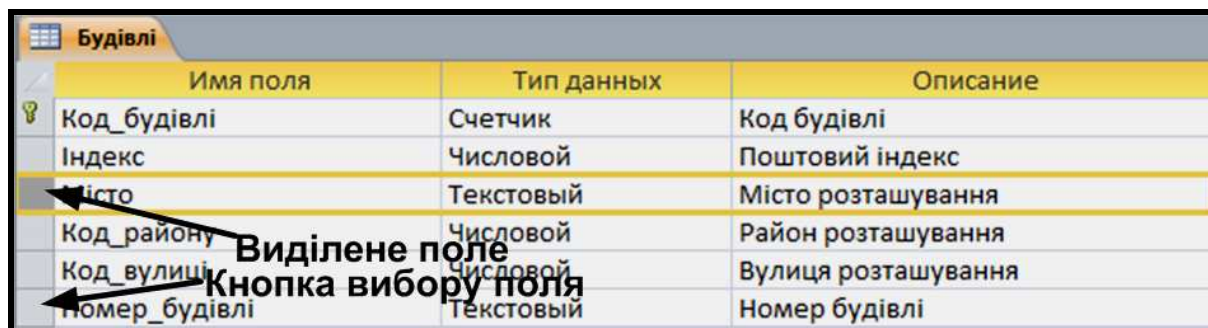 Будівлі
Имя поля Тип данных Описание
Код_будівлі Счетчик Код будівлі
Індекс Числовой Поштовий індекс
Місто Текстовый Місто розташування
Код_району Числовой Район розташування
Виділене поле
Код_вулиці Числовой Вулиця розташування
Кнопка вибору поля
Номер_будівлі Текстовый Номер будівлі